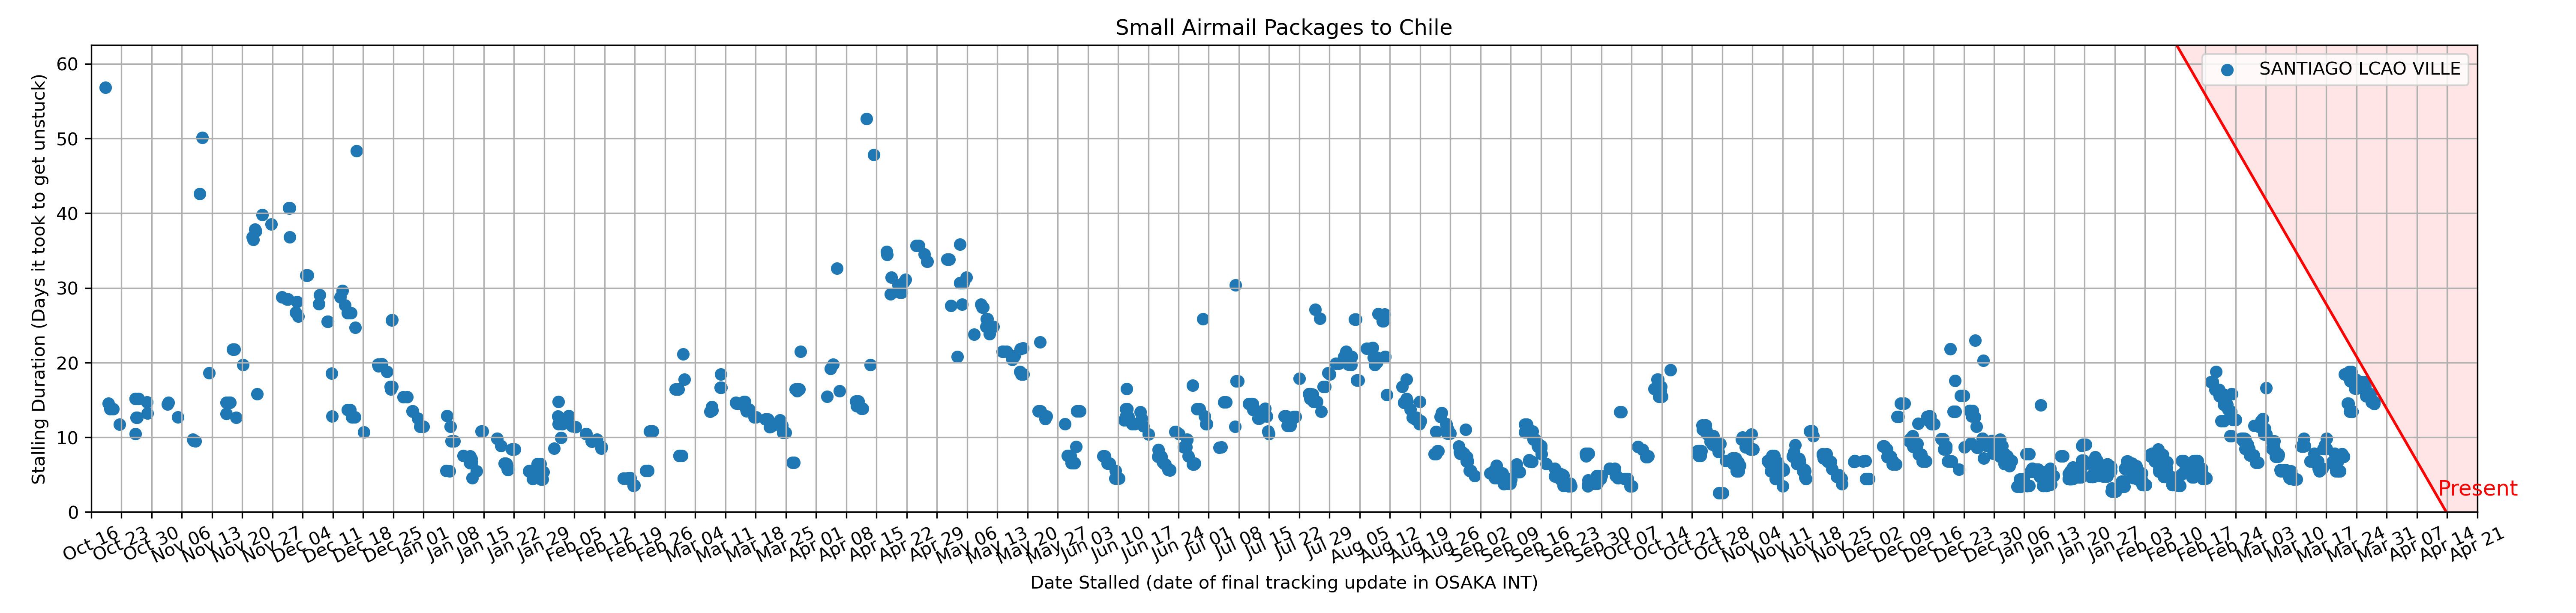 Small Airmail Packages to Chile
Stalling Duration (Days it took to get unstuck)
60
50
40
30
20
10
0
SANTIAGO LCAO VILLE
Present
Oct 16
Oct 23
Oct 30
Nov 06
Nov 13
Nov 20
Nov 27
Dec 04
Dec 11
Dec 18
Dec 25
Jan 01
Jan 08
Jan 15
Jan 22
Jan 29
Feb 05
Feb 12
Feb 19
Feb 26
Mar 04
Mar 11
Mar 18
Mar 25
Apr 01
Apr 08
Apr 15
Apr 22
Apr 29
May 06
May 13
May 20
May 27
Jun 03
Jun 10
Jun 17
Jun 24
Jul 01
Jul 08
Jul 15
Jul 22
Jul 29
Aug 05
Aug 12
Aug 19
Aug 26
Sep 02
Sep 09
Sep 16
Sep 23
Sep 30
Oct 07
Oct 14
Oct 21
Oct 28
Nov 04
Nov 11
Nov 18
Nov 25
Dec 02
Dec 09
Dec 16
Dec 23
Dec 30
Jan 06
Jan 13
Jan 20
Jan 27
Feb 03
Feb 10
Feb 17
Feb 24
Mar 03
Mar 10
Mar 17
Mar 24
Mar 31
Apr 07
Apr 14
Apr 21
Date Stalled (date of final tracking update in OSAKA INT)